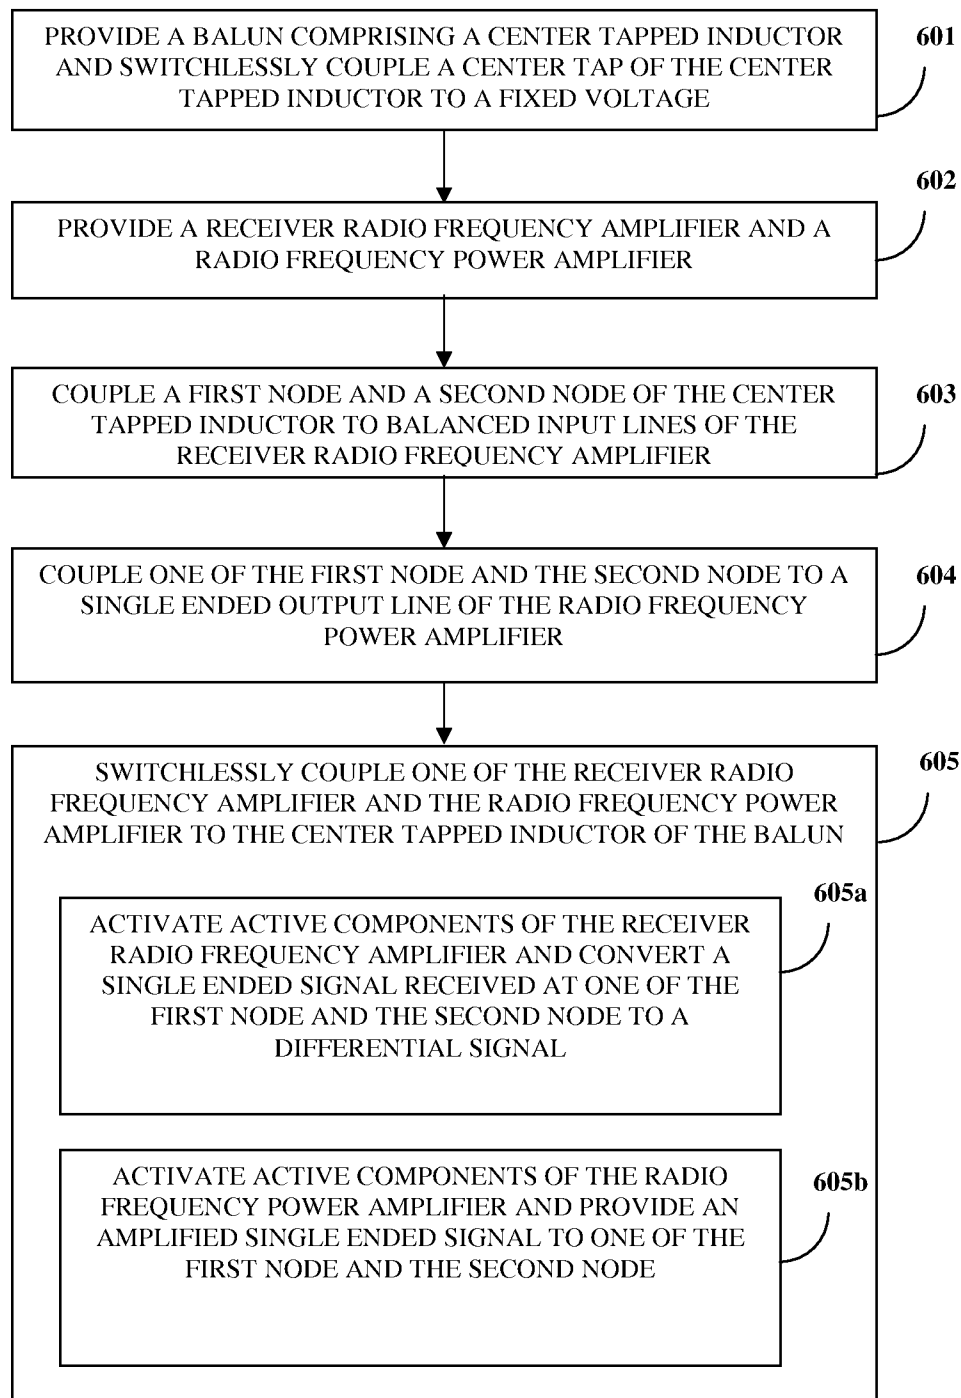 PROVIDE A BALUN COMPRISING A CENTER TAPPED INDUCTOR
AND SWITCHLESSLY COUPLE A CENTER TAP OF THE CENTER
TAPPED INDUCTOR TO A FIXED VOLTAGE
601
602
PROVIDE A RECEIVER RADIO FREQUENCY AMPLIFIER AND A
RADIO FREQUENCY POWER AMPLIFIER
COUPLE A FIRST NODE AND A SECOND NODE OF THE CENTER
TAPPED INDUCTOR TO BALANCED INPUT LINES OF THE
RECEIVER RADIO FREQUENCY AMPLIFIER
603
COUPLE ONE OF THE FIRST NODE AND THE SECOND NODE TO A
SINGLE ENDED OUTPUT LINE OF THE RADIO FREQUENCY
POWER AMPLIFIER
604
SWITCHLESSLY COUPLE ONE OF THE RECEIVER RADIO
FREQUENCY AMPLIFIER AND THE RADIO FREQUENCY POWER
AMPLIFIER TO THE CENTER TAPPED INDUCTOR OF THE BALUN
605
605a
ACTIVATE ACTIVE COMPONENTS OF THE RECEIVER
RADIO FREQUENCY AMPLIFIER AND CONVERT A
SINGLE ENDED SIGNAL RECEIVED AT ONE OF THE
FIRST NODE AND THE SECOND NODE TO A
DIFFERENTIAL SIGNAL
ACTIVATE ACTIVE COMPONENTS OF THE RADIO
FREQUENCY POWER AMPLIFIER AND PROVIDE AN
AMPLIFIED SINGLE ENDED SIGNAL TO ONE OF THE
FIRST NODE AND THE SECOND NODE
605b